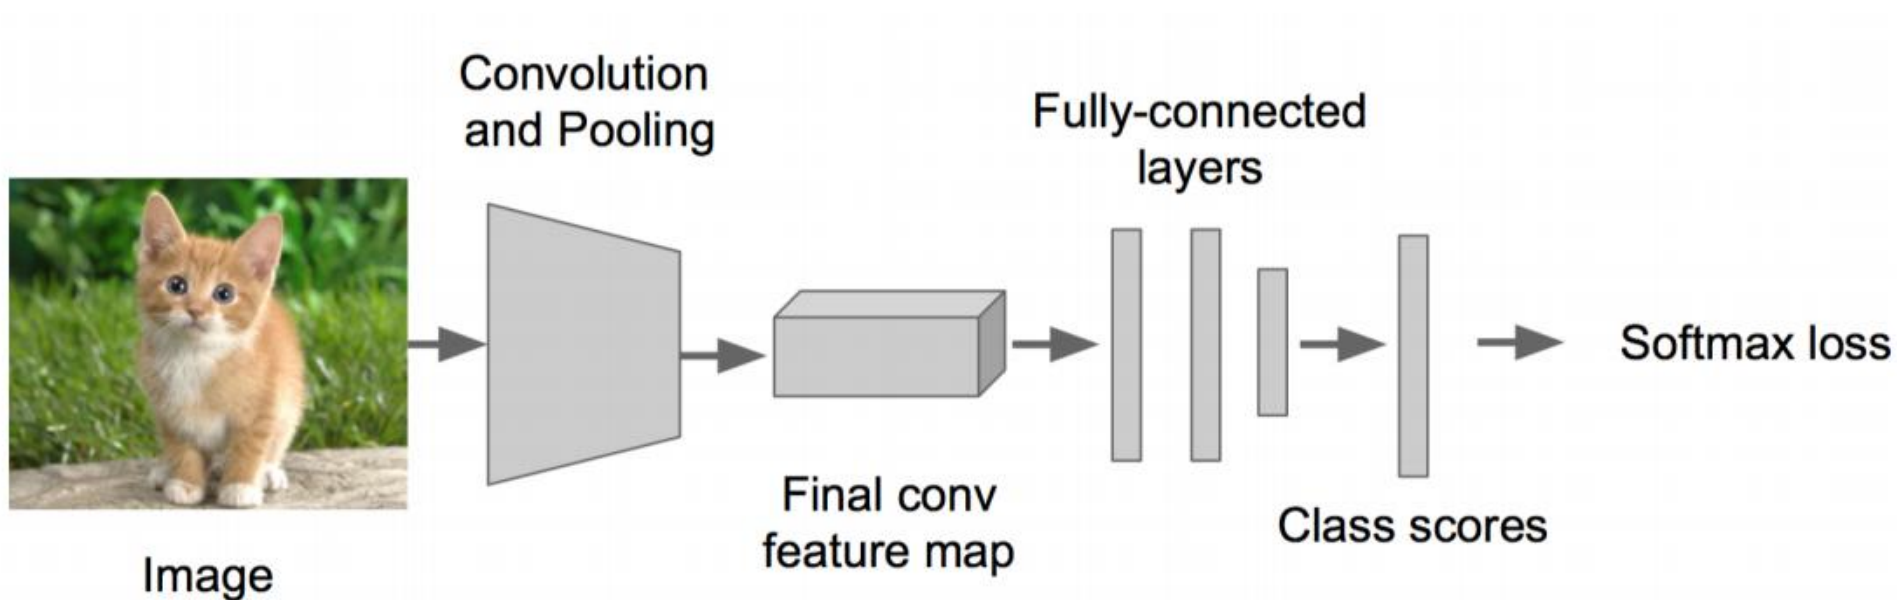 Convolution
and Pooling
Fully-connected
layers
Softmax loss
Final conv
feature map
Class scores
Image